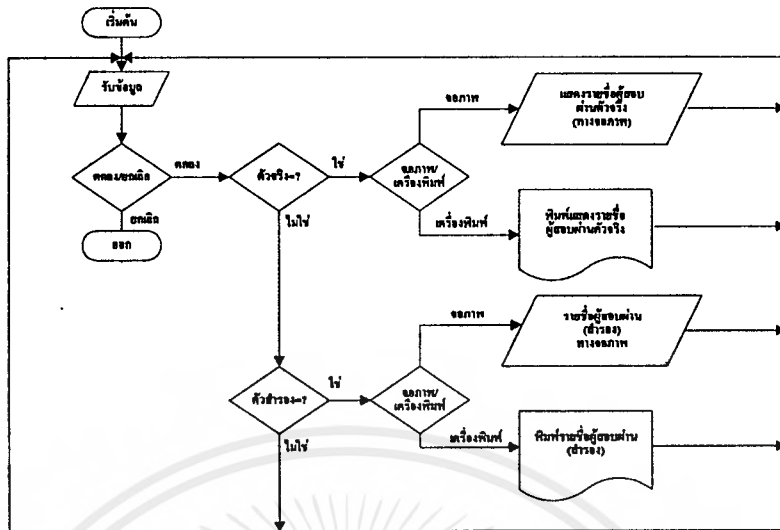 เริ่มต้น
รับข้อมูล
ตกลง/ยกเลิก
ตกลง
ยกเลิก
ออก
ตัวจริง=?
ใช่
ไม่ใช่
จอภาพ/
เครื่องพิมพ์
จอภาพ
แสดงรายชื่อผู้สอบ
ผ่านตัวจริง
(ทางจอภาพ)
เครื่องพิมพ์
พิมพ์แสดงรายชื่อ
ผู้สอบผ่านตัวจริง
ตัวสำรอง=?
ใช่
ไม่ใช่
จอภาพ/
เครื่องพิมพ์
จอภาพ
รายชื่อผู้สอบผ่าน
(สำรอง)
ทางจอภาพ
เครื่องพิมพ์
พิมพ์รายชื่อผู้สอบผ่าน
(สำรอง)